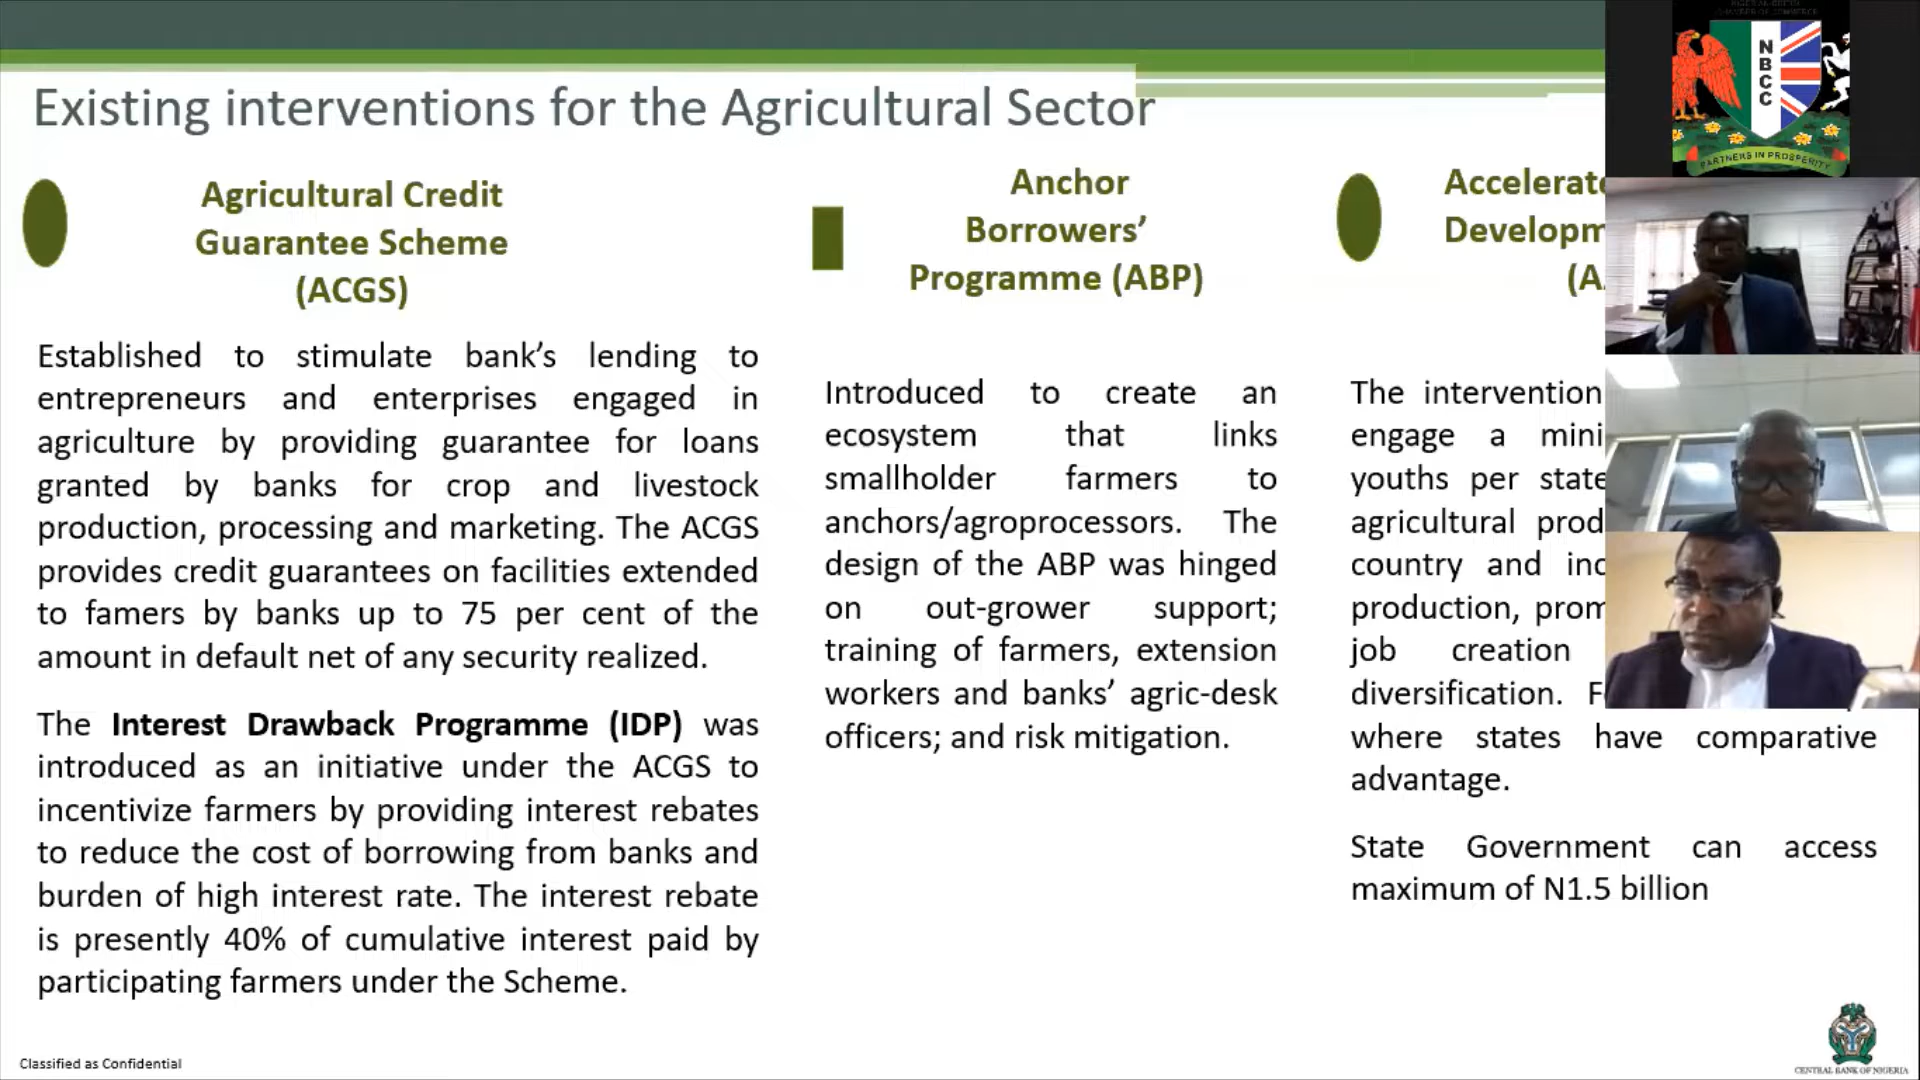 Existing interventions for the Agricultural Sector
Agricultural Credit
Guarantee Scheme
(ACGS)
Established to stimulate bank’s lending to
entrepreneurs and enterprises engaged in
agriculture by providing guarantee for loans
granted by banks for crop and livestock
production, processing and marketing. The ACGS
provides credit guarantees on facilities extended
to famers by banks up to 75 per cent of the
amount in default net of any security realized.
The Interest Drawback Programme (IDP) was
introduced as an initiative under the ACGS to
incentivize farmers by providing interest rebates
to reduce the cost of borrowing from banks and
burden of high interest rate. The interest rebate
is presently 40% of cumulative interest paid by
participating farmers under the Scheme.
Anchor
Borrowers’
Programme (ABP)
Introduced to create an
ecosystem that links
smallholder farmers to
anchors/agroprocessors. The
design of the ABP was hinged
on out-grower support;
training of farmers, extension
workers and banks’ agric-desk
officers; and risk mitigation.
The intervention
engage a
youths per state
agricultural
country and
production,
job creation
diversification.
where states have comparative
advantage.
State Government can access
maximum of N1.5 billion
NBCC
PARTNERS IN PROSPERITY
Classified as Confidential
CENTRAL BANK OF NIGERIA